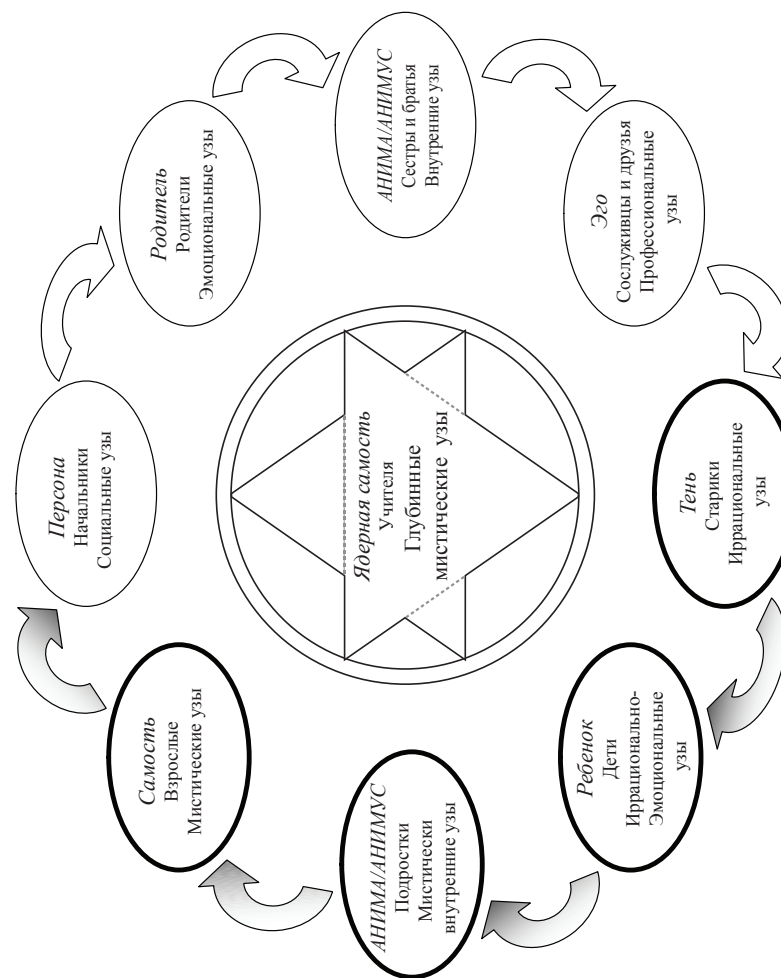 Персона
Начальники
Социальные узы
Родитель
Родители
Эмоциональные узы
АНИМА/АНИМУС
Сестры и братья
Внутренние узы
Эго
Сослуживцы и друзья
Профессиональные
узы
Тень
Старики
Иррациональные
узы
Ребенок
Дети
Иррационально-
Эмоциональные
узы
АНИМА/АНИМУС
Подростки
Мистически
внутренние узы
Самость
Взрослые
Мистические узы
Ядерная самость
Учителя
Глубинные
мистические узы